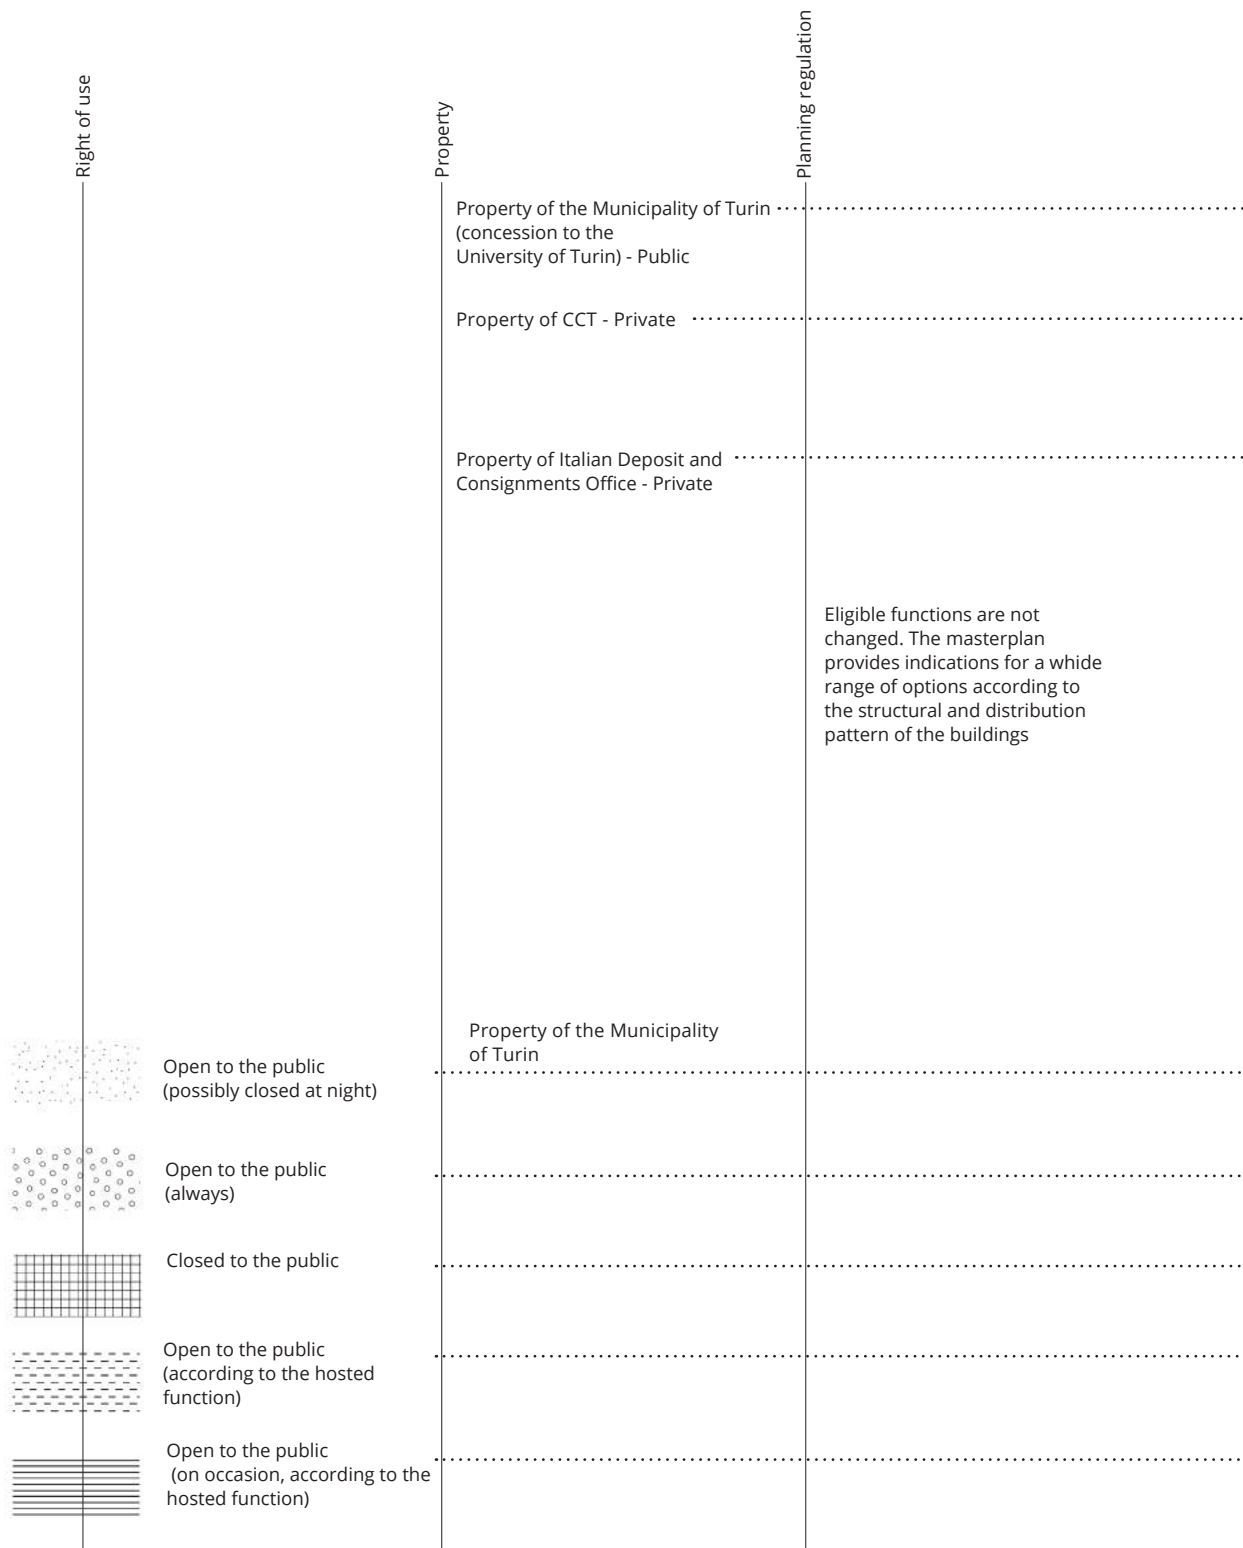 Right of use
Property
Planning regulation
Property of the Municipality of Turin
(concession to the
University of Turin) - Public
Property of CCT - Private
Property of Italian Deposit and
Consignments Office - Private
Eligible functions are not
changed. The masterplan
provides indications for a whide
range of options according to
the structural and distribution
pattern of the buildings
Property of the Municipality
of Turin
Open to the public
(possibly closed at night)
Open to the public
(always)
Closed to the public
Open to the public
(according to the hosted
function)
Open to the public
(on occasion, according to the
hosted function)